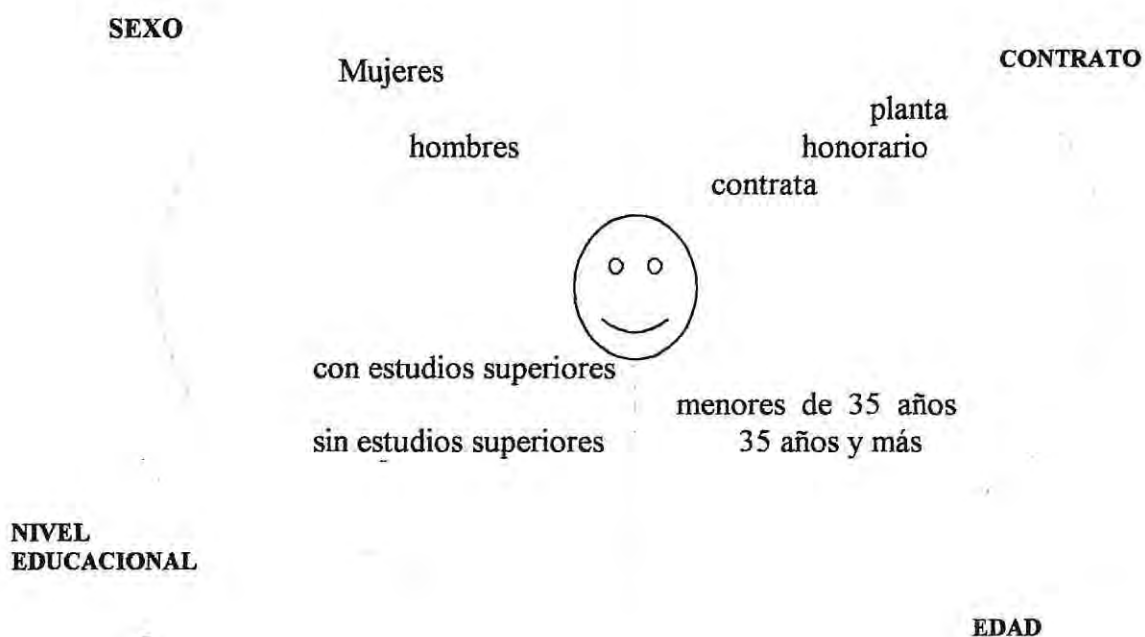 SEXO
CONTRATO
Mujeres
planta
hombres
honorario
contrata
con estudios superiores
menores de 35 años
sin estudios superiores
35 años y más
NIVEL
EDUCACIONAL
EDAD